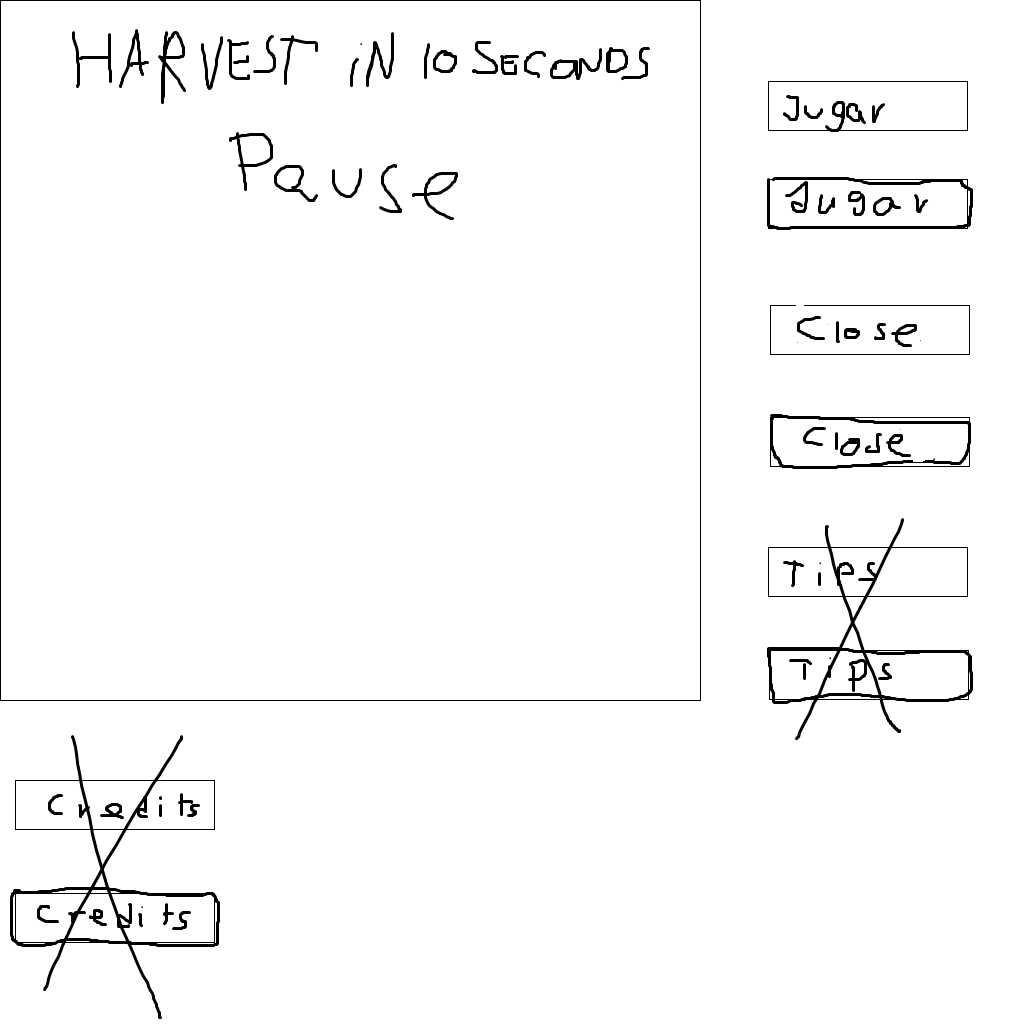 HARVEST iN 10 SECONDS
Pause
Jugar
Jugar
Close
Close
Tips
Tips
Credits
Credits